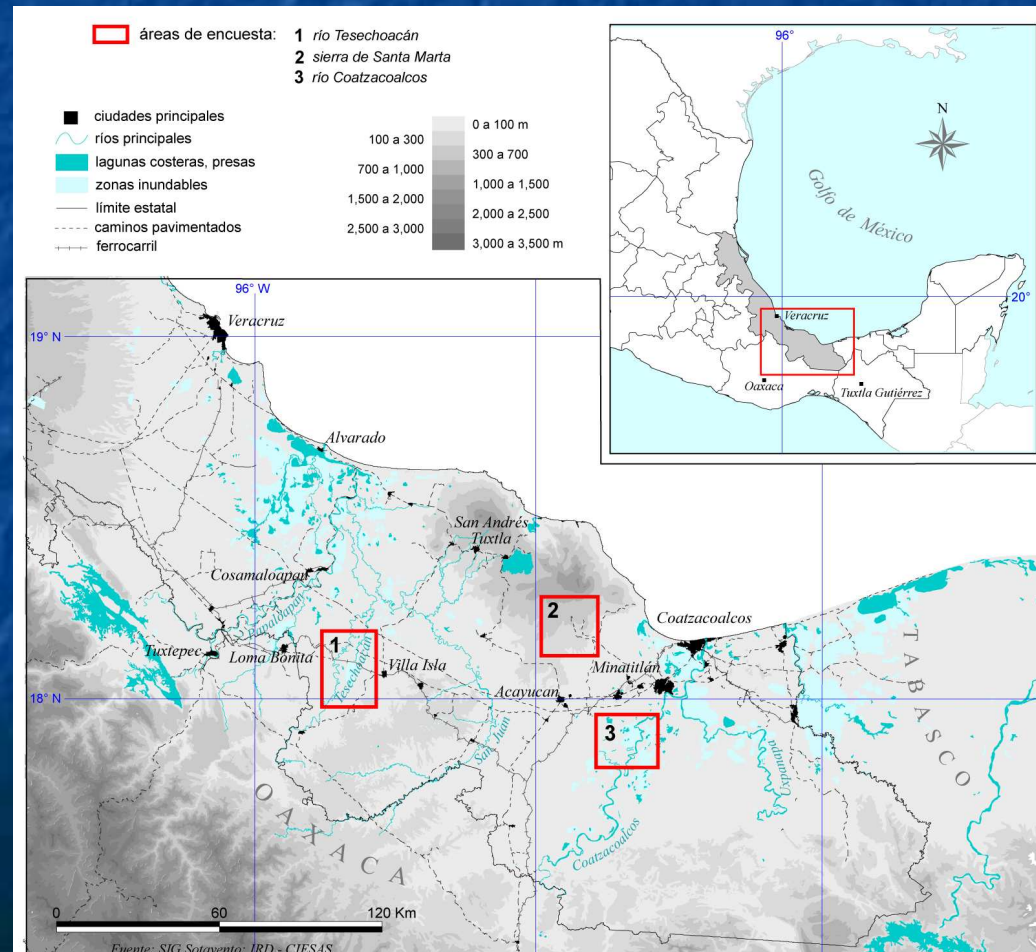 áreas de encuesta:
1 río Tesechoacán
2 sierra de Santa Marta
3 río Coatzacoalcos
ciudades principales
ríos principales
lagunas costeras, presas
zonas inundables
límite estatal
caminos pavimentados
ferrocarril
0 a 100 m
100 a 300
300 a 700
700 a 1,000
1,000 a 1,500
1,500 a 2,000
2,000 a 2,500
2,500 a 3,000
3,000 a 3,500 m
96°
N
Golfo de México
20°
Veracruz
Oaxaca
Tuxtla Gutiérrez
96° W
Veracruz
19° N
Alvarado
San Andrés
Tuxtla
Cosamaloapan
Papaloapan
2
Coatzacoalcos
1
Tuxtepec
Loma Bonita
Tesechoacán
Villa Isla
Minatitlán
Acayucan
18° N
3
San Juan
Uxpanapa
TABASCO
OAXACA
Coatzacoalcos
0 60 120 Km
Fuente: SIG Sotavento: IRD - CIESAS